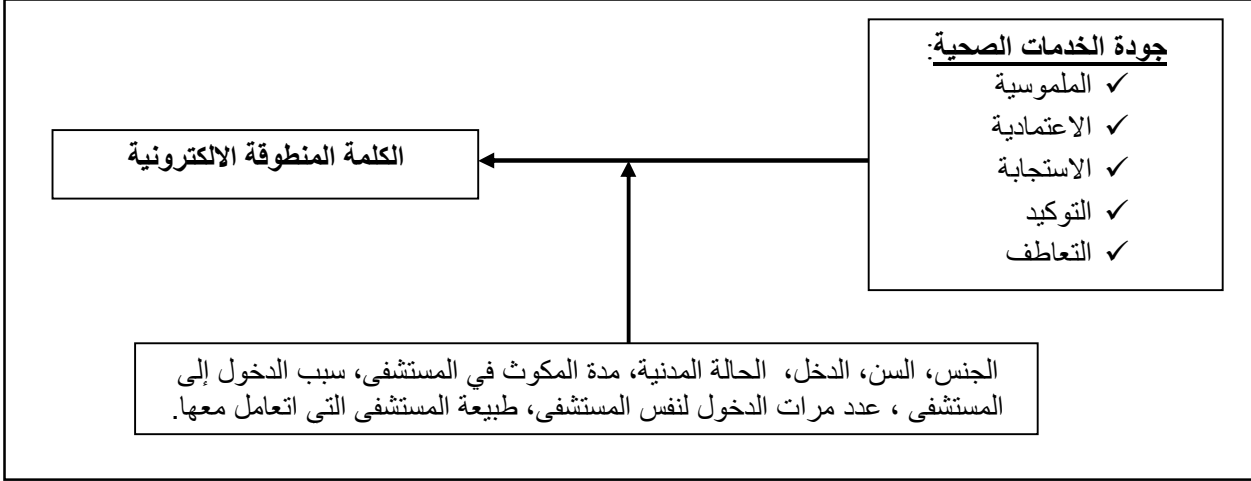 جودة الخدمات الصحية:
✓ الملموسية
✓ الاعتمادية
✓ الاستجابة
✓ التوكيد
✓ التعاطف
الكلمة المنطوقة الالكترونية
الجنس، السن، الدخل، الحالة المدنية، مدة المكوث في المستشفى، سبب الدخول إلى
المستشفى ، عدد مرات الدخول لنفس المستشفى، طبيعة المستشفى التى اتعامل معها.